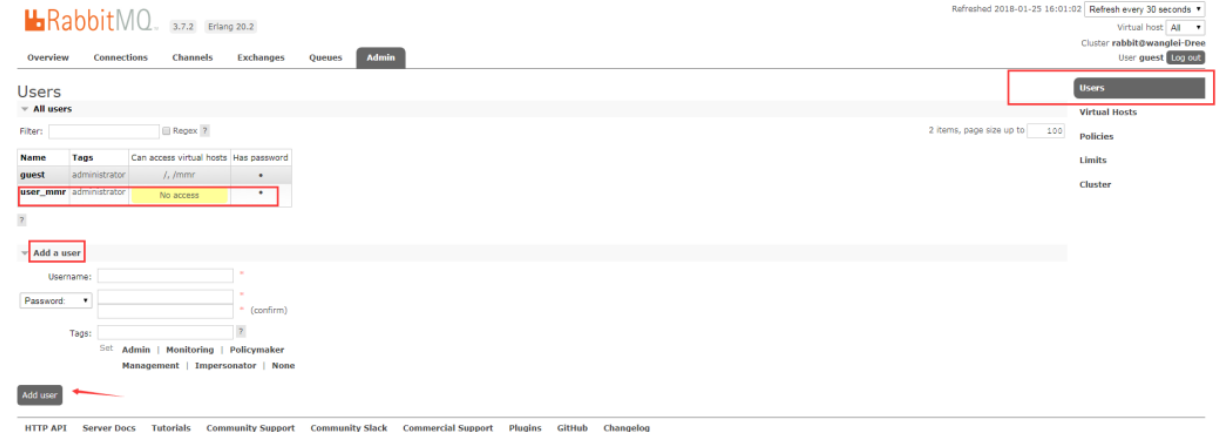 RabbitMQ 3.7.2 Erlang 20.2
Refreshed 2018-01-25 16:01:02 Refresh every 30 seconds
Virtual host All
Cluster rabbit@wanglei-Dree
User guest Log out
Overview Connections Channels Exchanges Queues Admin
Users
Virtual Hosts
Policies
Limits
Cluster
Users
All users
Filter: Regex ?
2 items, page size up to 100
Name Tags Can access virtual hosts Has password
guest administrator /, /mmr •
user_mmr administrator No access •
?
Add a user
Username: *
Password: *
* (confirm)
Tags: ?
Set Admin | Monitoring | Policymaker
Management | Impersonator | None
Add user
HTTP API Server Docs Tutorials Community Support Community Slack Commercial Support Plugins GitHub Changelog